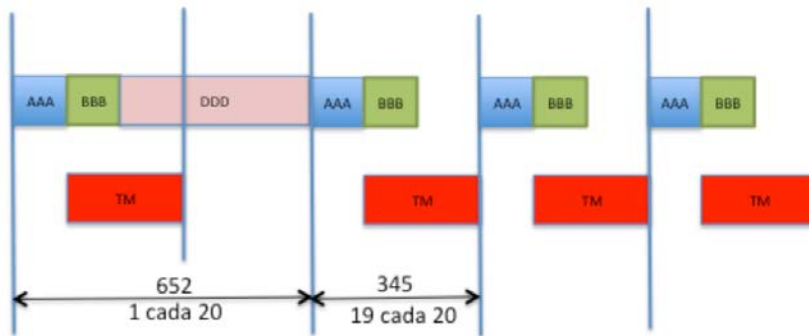 AAA BBB DDD AAA BBB AAA BBB AAA BBB
TM TM TM TM
652 345
1 cada 20 19 cada 20